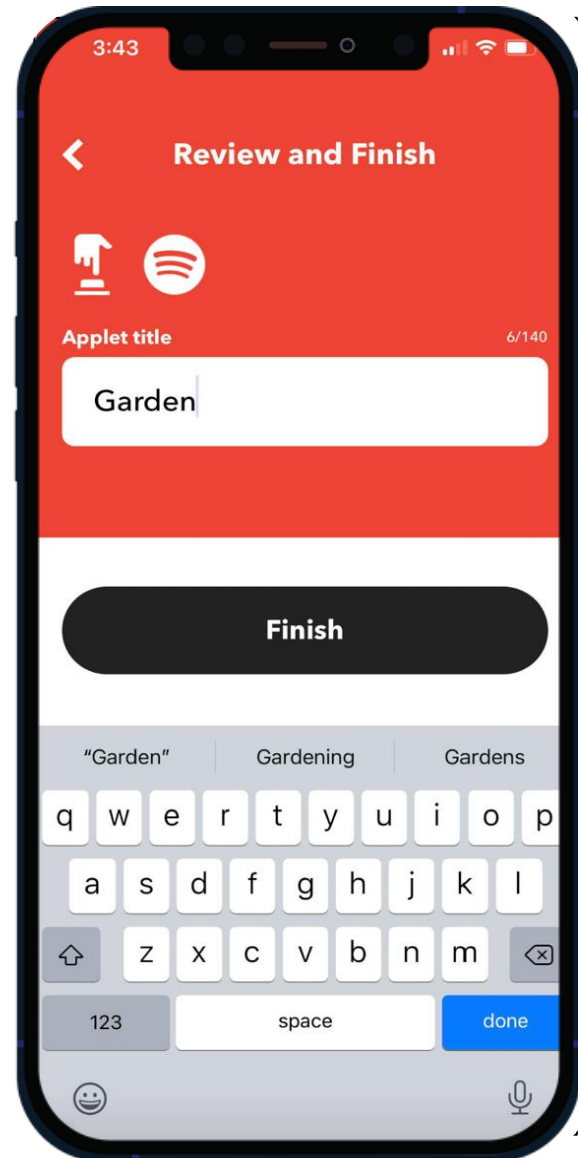 3:43
Review and Finish
Applet title 6/140
Garden
Finish
“Garden” Gardening Gardens
q w e r t y u i o p
a s d f g h j k l
z x c v b n m
123 space done